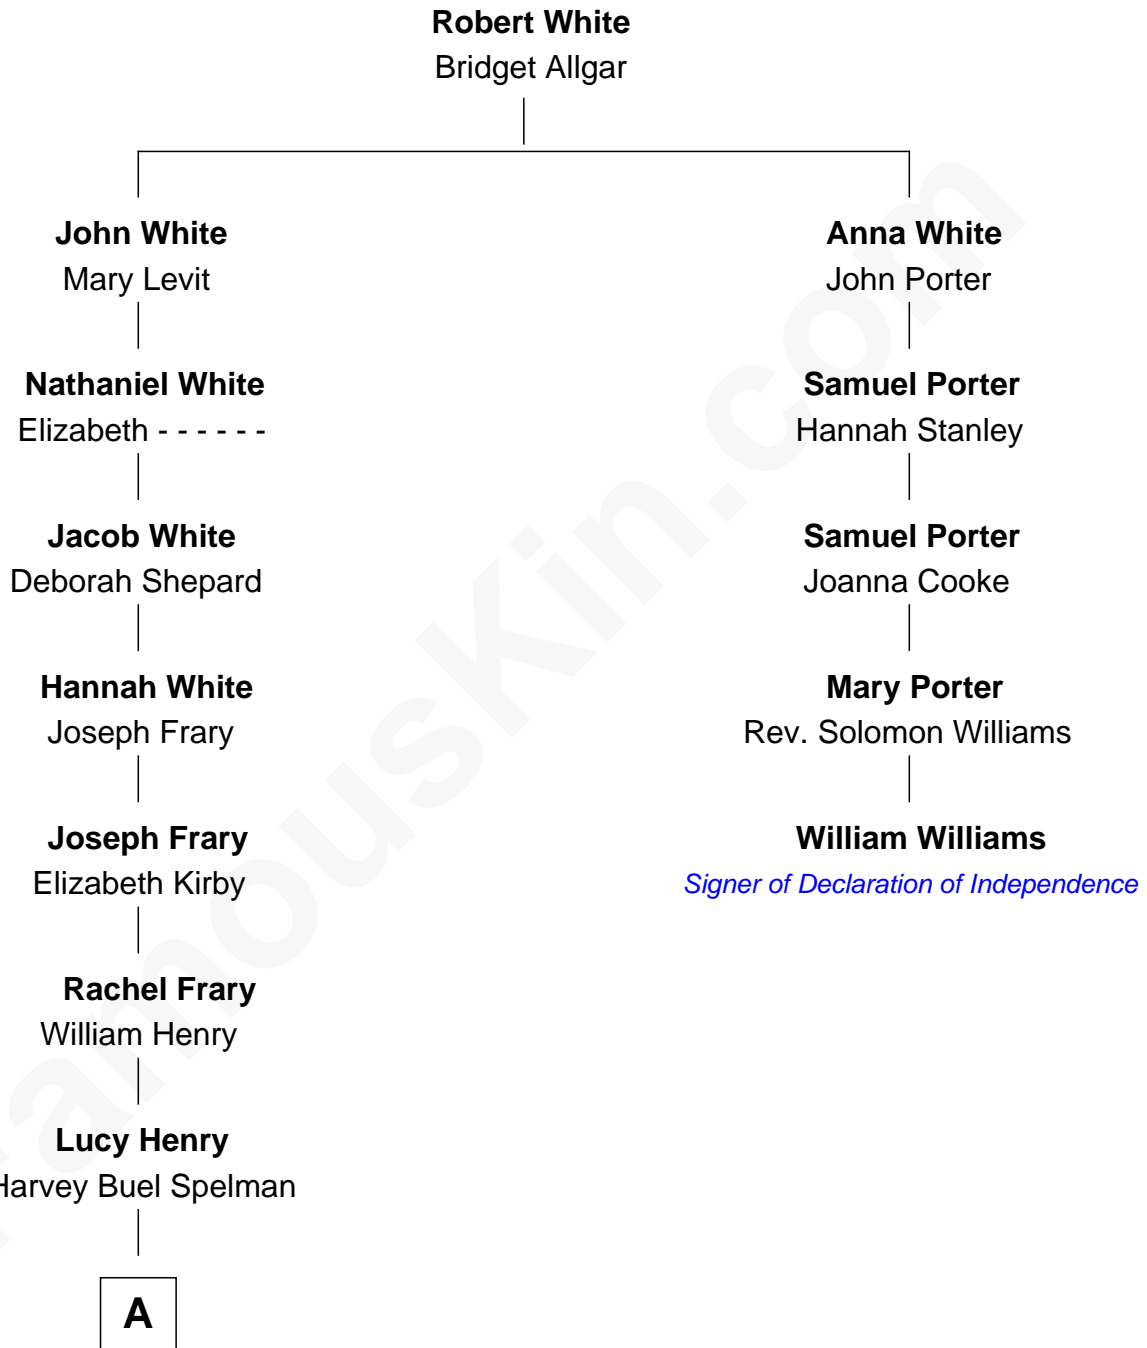 Robert White
Bridget Allgar
John White
Mary Levit
Anna White
John Porter
Nathaniel White
Elizabeth - - - - - -
Samuel Porter
Hannah Stanley
Jacob White
Deborah Shepard
Samuel Porter
Joanna Cooke
Hannah White
Joseph Frary
Mary Porter
Rev. Solomon Williams
Joseph Frary
Elizabeth Kirby
William Williams
Signer of Declaration of Independence
Rachel Frary
William Henry
Lucy Henry
Harvey Buel Spelman
A
FamousKin.com